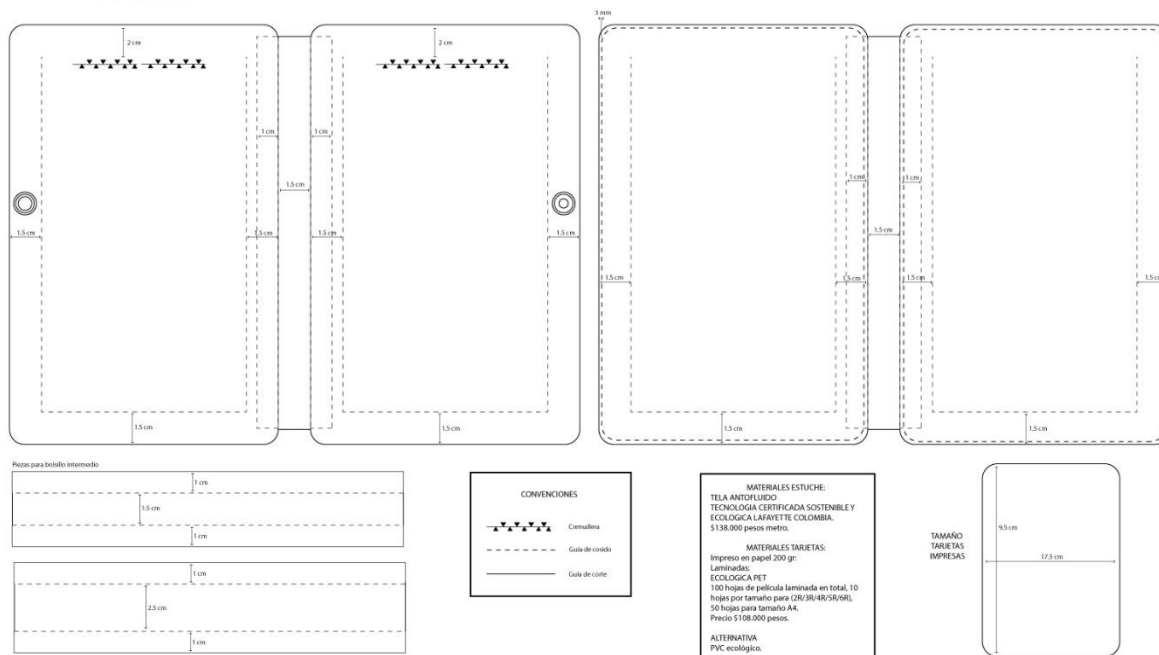 3 mm
2 cm
2 cm
1 cm
1 cm
1.5 cm
1.5 cm
1.5 cm
1.5 cm
1.5 cm
1.5 cm
1.5 cm
1 cm
1 cm
1.5 cm
1.5 cm
1.5 cm
1.5 cm
1.5 cm
1.5 cm
1.5 cm
Piezas para bolsillo intermedio
1 cm
1.5 cm
1 cm
1 cm
2.5 cm
1 cm
CONVENCIONES
Cremallera
Guía de cosido
Guía de corte
MATERIALES ESTUCHE:
TELA ANTOFLUIDO
TECNOLOGIA CERTIFICADA SOSTENIBLE Y
ECOLOGICA LAFAYETTE COLOMBIA.
$138.000 pesos metro.
MATERIALES TARJETAS:
Impreso en papel 200 gr:
Laminadas:
ECOLOGICA PET
100 hojas de película laminada en total, 10
hojas por tamaño para (2R/3R/4R/5R/6R),
50 hojas para tamaño A4.
Precio $108.000 pesos.
ALTERNATIVA
PVC ecológico.
TAMAÑO
TARJETAS
IMPRESAS
9.5 cm
17.5 cm